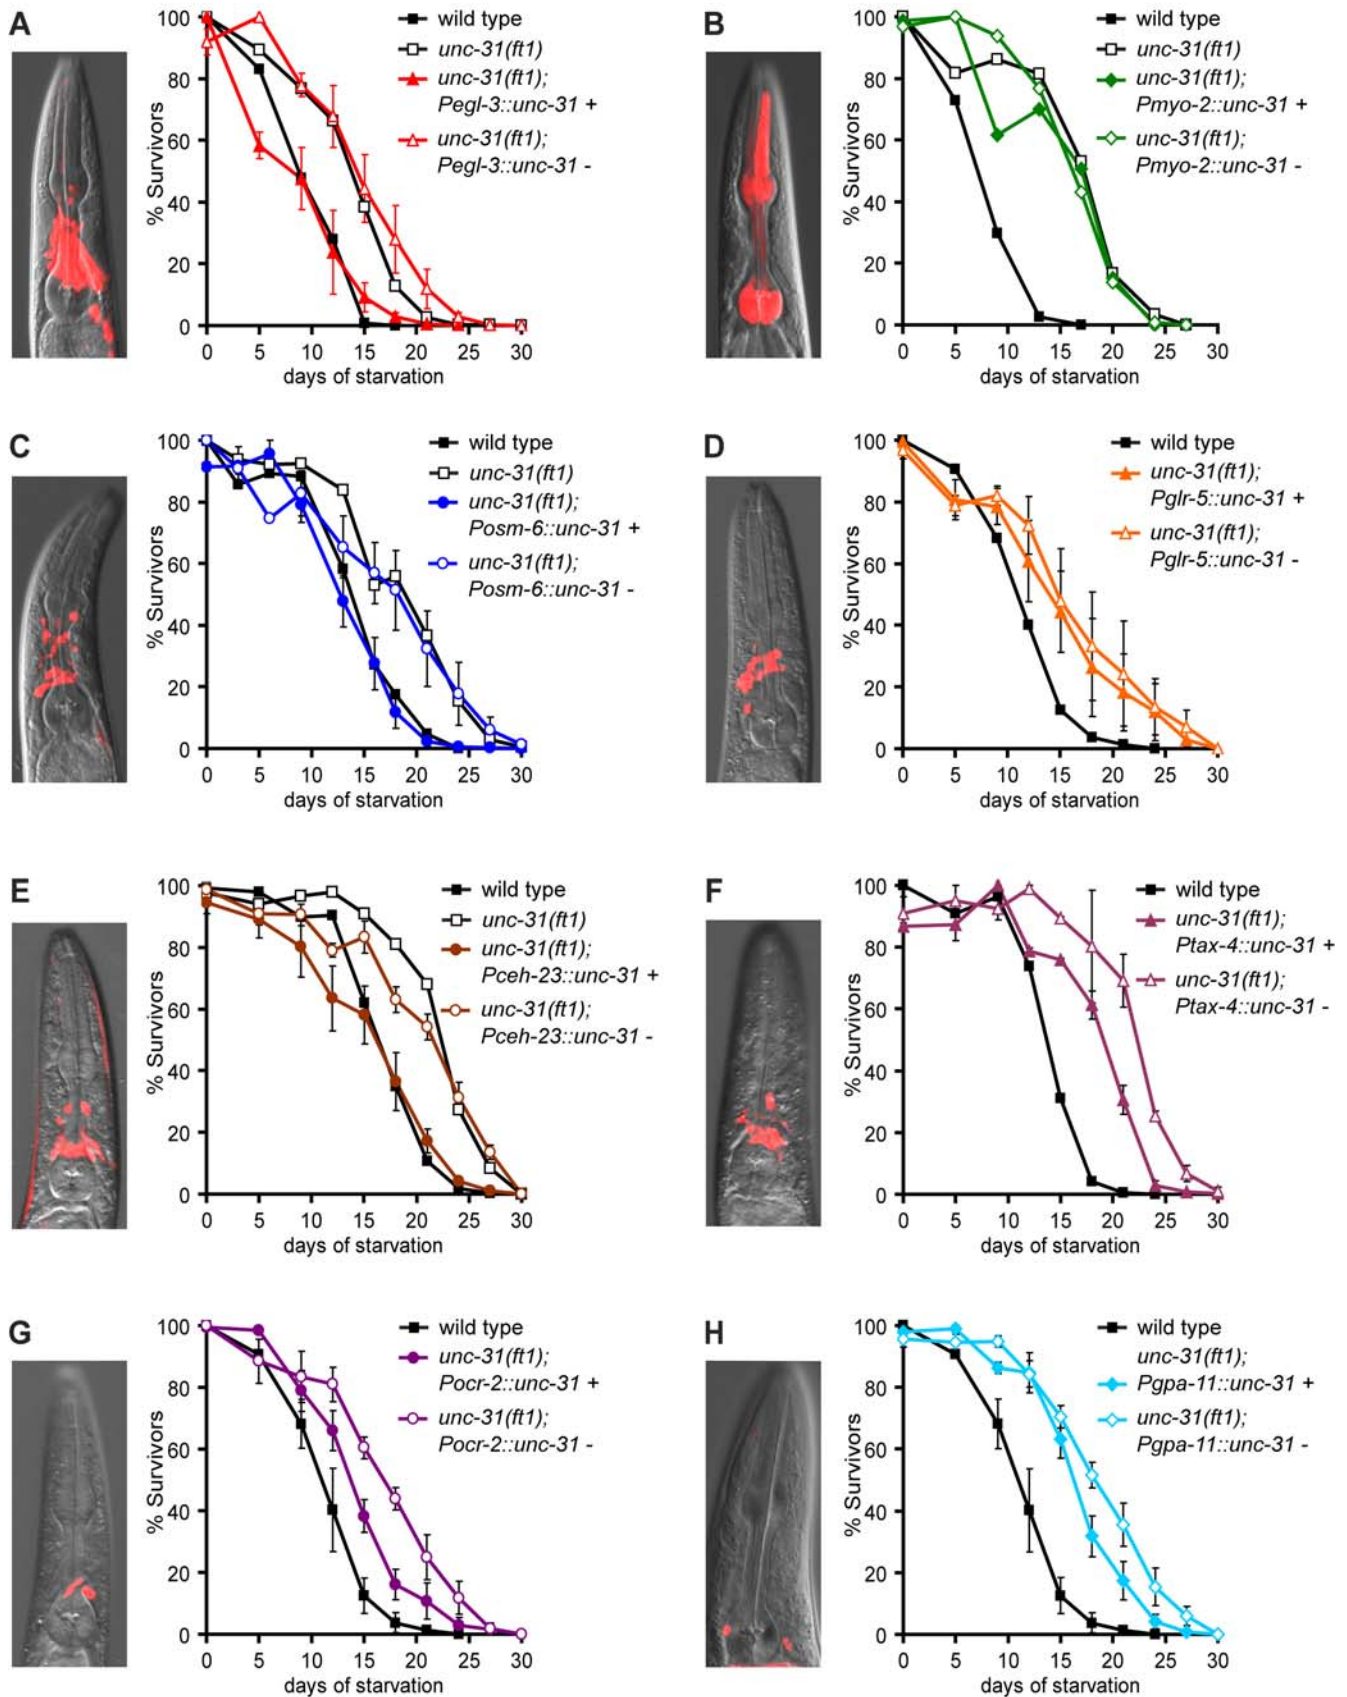 A
100
80
60
40
20
0
% Survivors
0 5 10 15 20 25 30
days of starvation
wild type
unc-31(ft1)
unc-31(ft1);
Pegl-3::unc-31 +
unc-31(ft1);
Pegl-3::unc-31 -
B
100
80
60
40
20
0
% Survivors
0 5 10 15 20 25 30
days of starvation
wild type
unc-31(ft1)
unc-31(ft1);
Pmyo-2::unc-31 +
unc-31(ft1);
Pmyo-2::unc-31 -
C
100
80
60
40
20
0
% Survivors
0 5 10 15 20 25 30
days of starvation
wild type
unc-31(ft1)
unc-31(ft1);
Posm-6::unc-31 +
unc-31(ft1);
Posm-6::unc-31 -
D
100
80
60
40
20
0
% Survivors
0 5 10 15 20 25 30
days of starvation
wild type
unc-31(ft1);
Pglr-5::unc-31 +
unc-31(ft1);
Pglr-5::unc-31 -
E
100
80
60
40
20
0
% Survivors
0 5 10 15 20 25 30
days of starvation
wild type
unc-31(ft1)
unc-31(ft1);
Pceh-23::unc-31 +
unc-31(ft1);
Pceh-23::unc-31 -
F
100
80
60
40
20
0
% Survivors
0 5 10 15 20 25 30
days of starvation
wild type
unc-31(ft1);
Ptax-4::unc-31 +
unc-31(ft1);
Ptax-4::unc-31 -
G
100
80
60
40
20
0
% Survivors
0 5 10 15 20 25 30
days of starvation
wild type
unc-31(ft1);
Pocr-2::unc-31 +
unc-31(ft1);
Pocr-2::unc-31 -
H
100
80
60
40
20
0
% Survivors
0 5 10 15 20 25 30
days of starvation
wild type
unc-31(ft1);
Pgpa-11::unc-31 +
unc-31(ft1);
Pgpa-11::unc-31 -